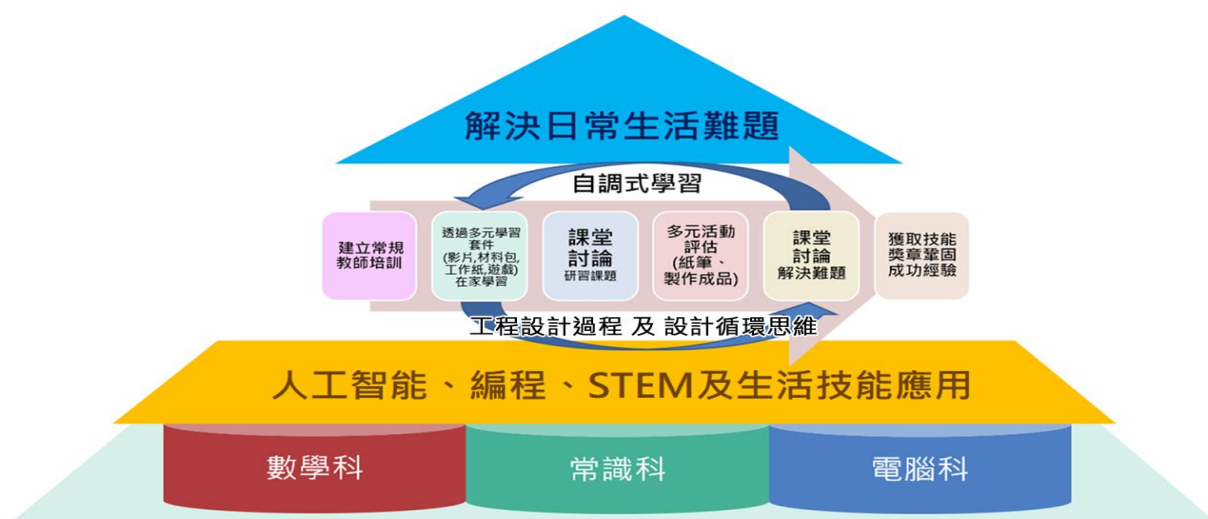 解決日常生活難題
自調式學習
建立常規
教師培訓
透過多元學習
套件
(影片,材料包,
工作紙,遊戲)
在家學習
課堂
討論
研習課題
多元活動
評估
(紙筆、
製作成品)
課堂
討論
解決難題
獲取技能
獎章鞏固
成功經驗
工程設計過程 及 設計循環思維
人工智能、編程、STEM及生活技能應用
數學科
常識科
電腦科